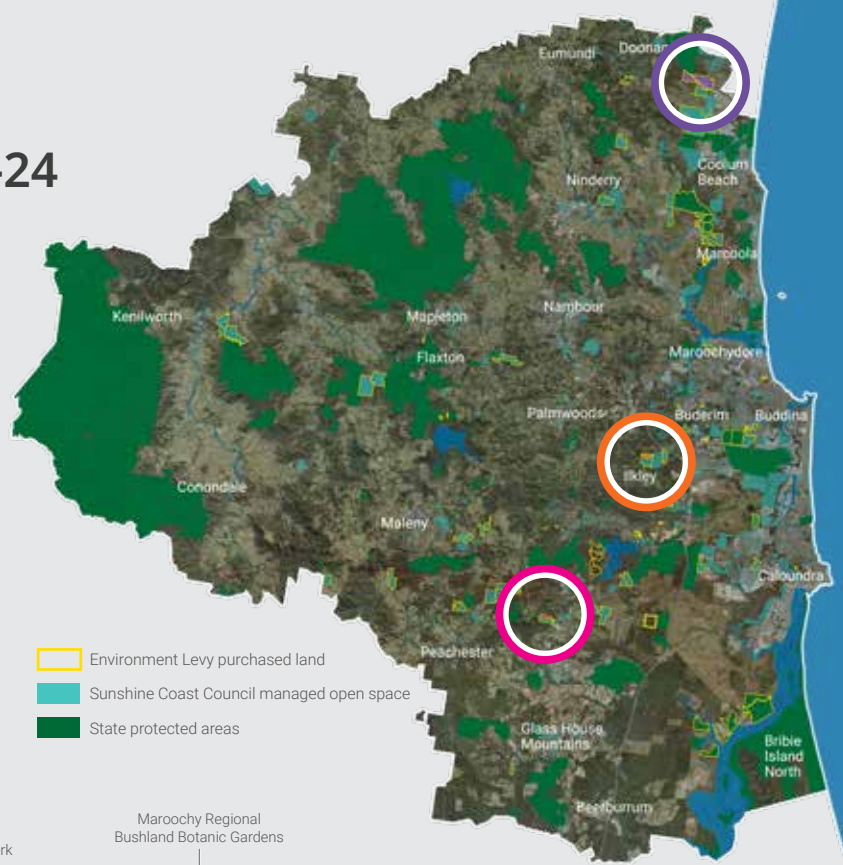 Eumundi
Doonan
-24
Coolum
Beach
Ninderry
Marcoola
Kenilworth
Mapleton
Nambour
Flaxton
Maroochydore
Palmwoods
Buderim
Buddina
Ilkley
Conondale
Maleny
Caloundra
Peachester
Environment Levy purchased land
Sunshine Coast Council managed open space
State protected areas
Glass House
Mountains
Bribie
Island
North
Beerburrum
Maroochy Regional
Bushland Botanic Gardens
rk